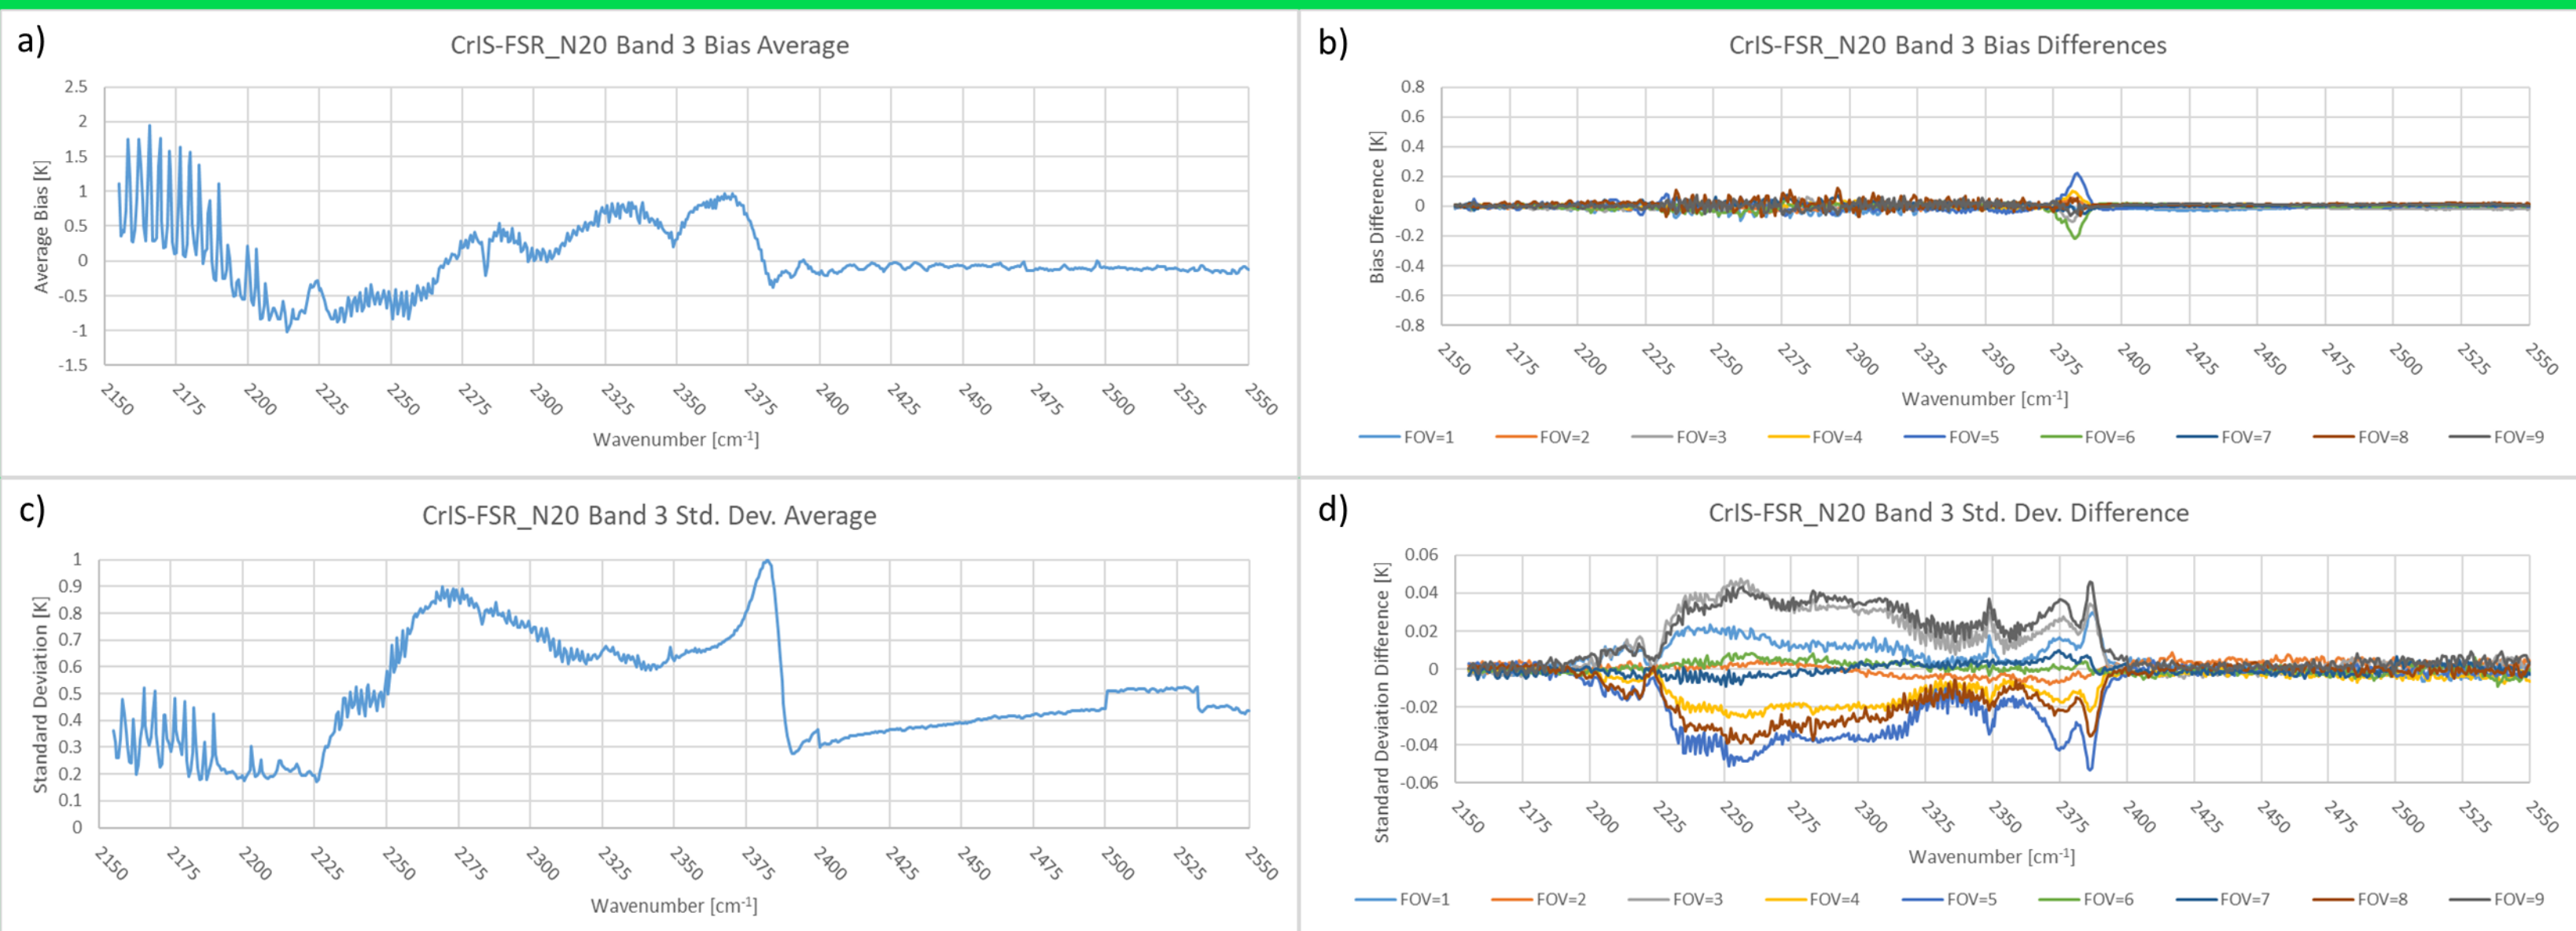 a)
CrIS-FSR_N20 Band 3 Bias Average
2.5
2
1.5
1
0.5
0
-0.5
-1
-1.5
Average Bias [K]
2150 2175 2200 2225 2250 2275 2300 2325 2350 2375 2400 2425 2450 2475 2500 2525 2550
Wavenumber [cm⁻¹]
b)
CrIS-FSR_N20 Band 3 Bias Differences
0.8
0.6
0.4
0.2
0
-0.2
-0.4
-0.6
-0.8
Bias Difference [K]
2150 2175 2200 2225 2250 2275 2300 2325 2350 2375 2400 2425 2450 2475 2500 2525 2550
Wavenumber [cm⁻¹]
FOV=1 FOV=2 FOV=3 FOV=4 FOV=5 FOV=6 FOV=7 FOV=8 FOV=9
c)
CrIS-FSR_N20 Band 3 Std. Dev. Average
1
0.9
0.8
0.7
0.6
0.5
0.4
0.3
0.2
0.1
0
Standard Deviation [K]
2150 2175 2200 2225 2250 2275 2300 2325 2350 2375 2400 2425 2450 2475 2500 2525 2550
Wavenumber [cm⁻¹]
d)
CrIS-FSR_N20 Band 3 Std. Dev. Difference
0.06
0.04
0.02
0
-0.02
-0.04
-0.06
Standard Deviation Difference [K]
2150 2175 2200 2225 2250 2275 2300 2325 2350 2375 2400 2425 2450 2475 2500 2525 2550
Wavenumber [cm⁻¹]
FOV=1 FOV=2 FOV=3 FOV=4 FOV=5 FOV=6 FOV=7 FOV=8 FOV=9